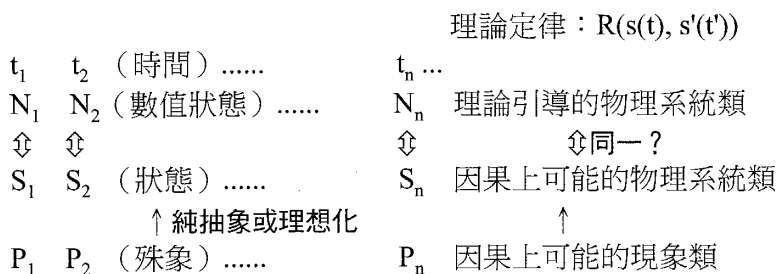 理論定律：R(s(t), s'(t'))
t₁ t₂ （時間）...... tₙ ...
N₁ N₂（數值狀態）...... Nₙ 理論引導的物理系統類
⇕ ⇕ ⇕ ⇕同一？
S₁ S₂ （狀態）...... Sₙ 因果上可能的物理系統類
↑純抽象或理想化 ↑
P₁ P₂ （殊象）...... Pₙ 因果上可能的現象類